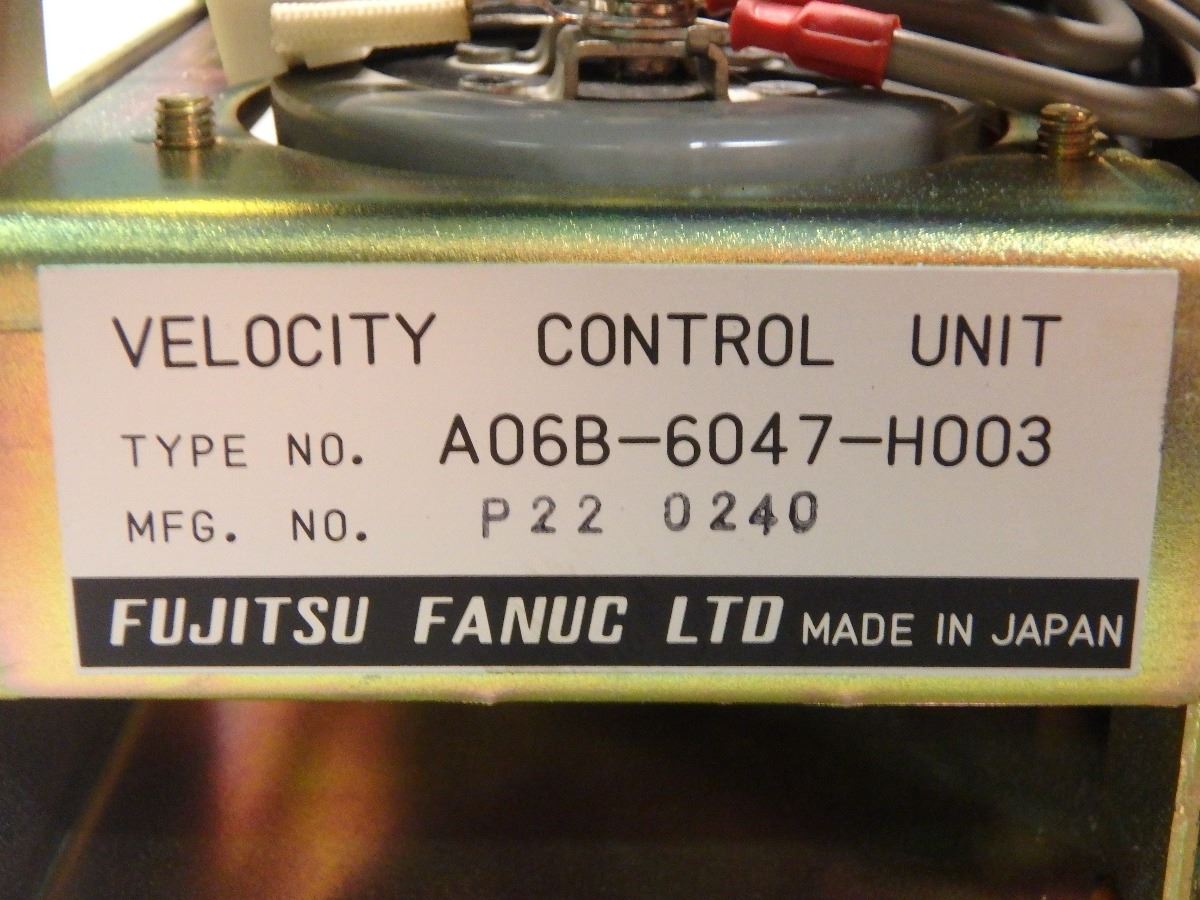 VELOCITY CONTROL UNIT
TYPE NO. A06B-6047-H003
MFG. NO. P22 0240
FUJITSU FANUC LTD MADE IN JAPAN